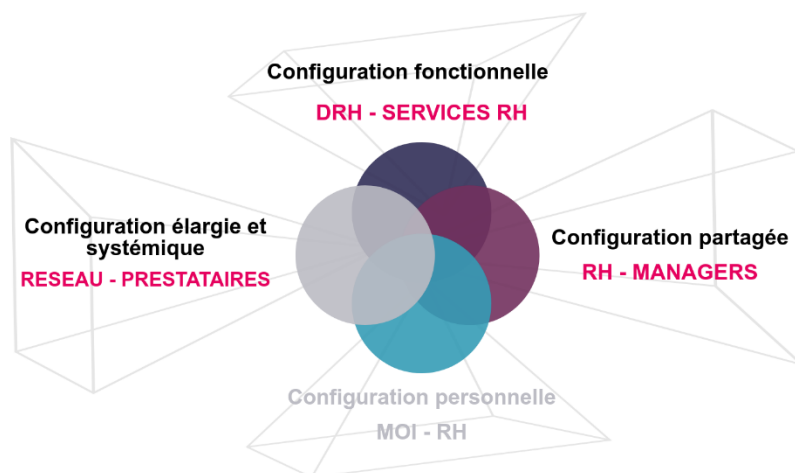 Configuration fonctionnelle
DRH - SERVICES RH
Configuration élargie et
systémique
RESEAU - PRESTATAIRES
Configuration partagée
RH - MANAGERS
Configuration personnelle
MOI - RH